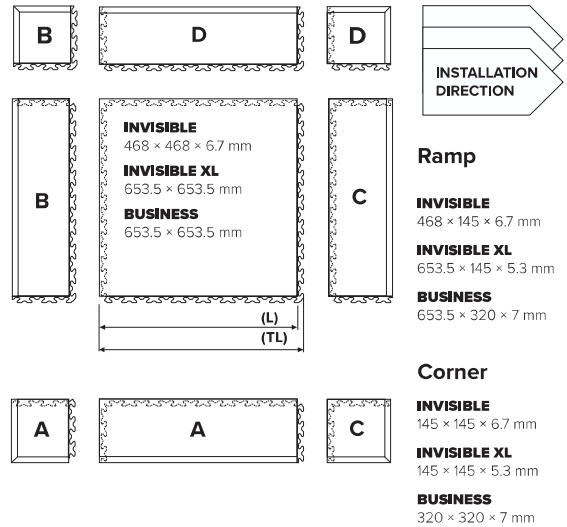 B
D
D
INSTALLATION
DIRECTION
B
INVISIBLE
468 × 468 × 6.7 mm
INVISIBLE XL
653.5 × 653.5 mm
BUSINESS
653.5 × 653.5 mm
C
(L)
(TL)
A
A
C
Ramp
INVISIBLE
468 × 145 × 6.7 mm
INVISIBLE XL
653.5 × 145 × 5.3 mm
BUSINESS
653.5 × 320 × 7 mm
Corner
INVISIBLE
145 × 145 × 6.7 mm
INVISIBLE XL
145 × 145 × 5.3 mm
BUSINESS
320 × 320 × 7 mm